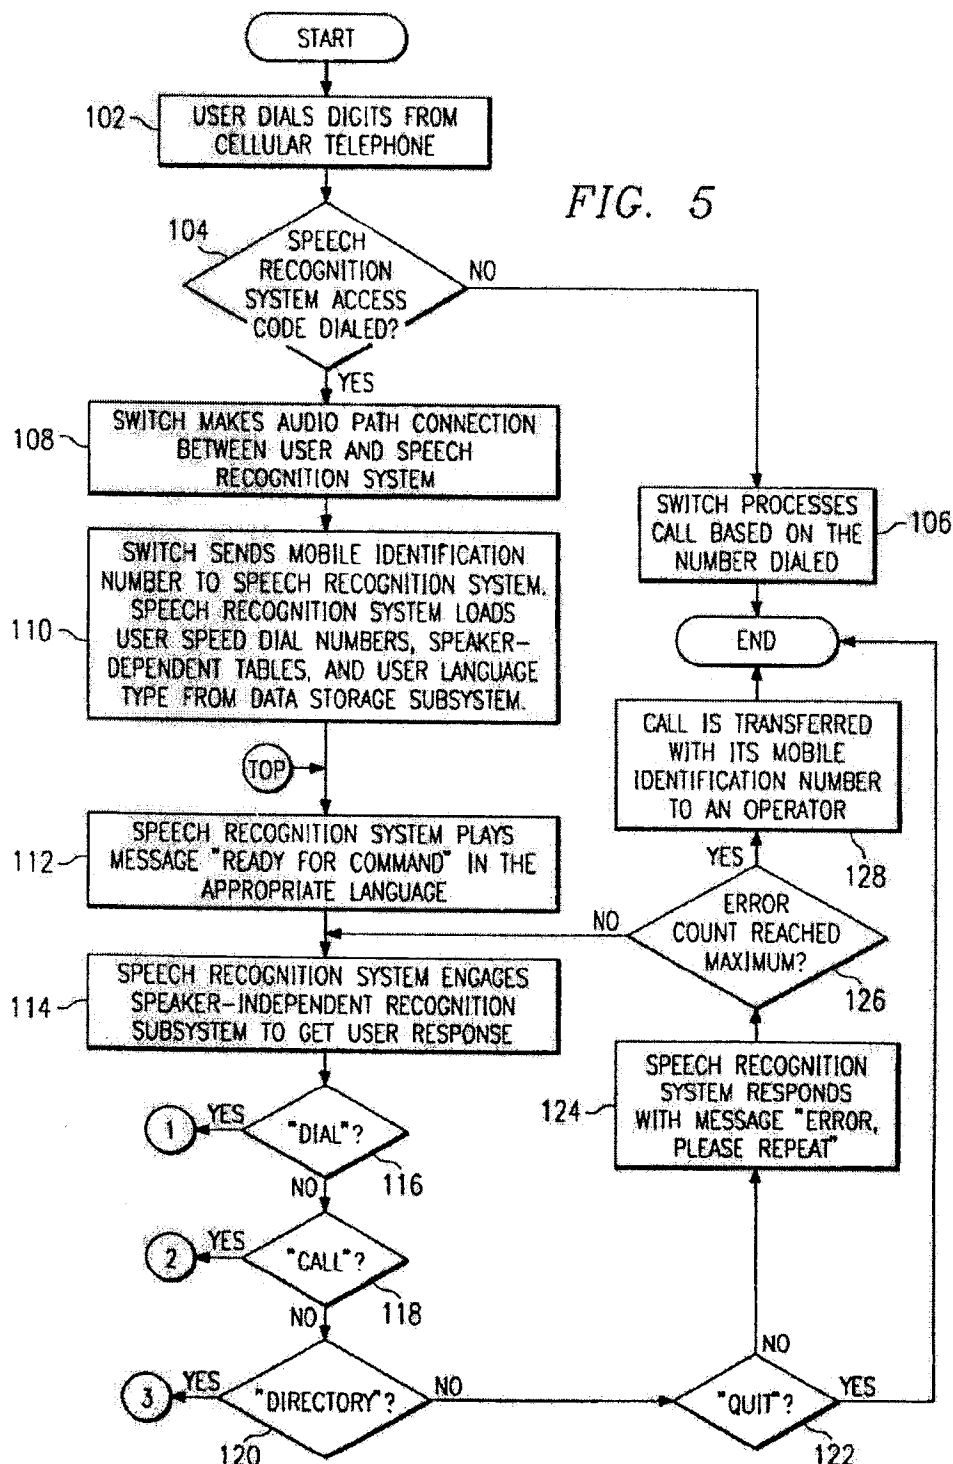 START
102
USER DIALS DIGITS FROM
CELLULAR TELEPHONE
FIG. 5
104
SPEECH
RECOGNITION
SYSTEM ACCESS
CODE DIALED?
NO
YES
108
SWITCH MAKES AUDIO PATH CONNECTION
BETWEEN USER AND SPEECH
RECOGNITION SYSTEM
SWITCH PROCESSES
CALL BASED ON THE
NUMBER DIALED
106
110
SWITCH SENDS MOBILE IDENTIFICATION
NUMBER TO SPEECH RECOGNITION SYSTEM.
SPEECH RECOGNITION SYSTEM LOADS
USER SPEED DIAL NUMBERS, SPEAKER-
DEPENDENT TABLES, AND USER LANGUAGE
TYPE FROM DATA STORAGE SUBSYSTEM.
END
TOP
CALL IS TRANSFERRED
WITH ITS MOBILE
IDENTIFICATION NUMBER
TO AN OPERATOR
128
112
SPEECH RECOGNITION SYSTEM PLAYS
MESSAGE "READY FOR COMMAND" IN THE
APPROPRIATE LANGUAGE
YES
ERROR
COUNT REACHED
MAXIMUM?
NO
126
114
SPEECH RECOGNITION SYSTEM ENGAGES
SPEAKER-INDEPENDENT RECOGNITION
SUBSYSTEM TO GET USER RESPONSE
124
SPEECH RECOGNITION
SYSTEM RESPONDS
WITH MESSAGE "ERROR,
PLEASE REPEAT"
1
YES
"DIAL"?
116
NO
2
YES
"CALL"?
118
NO
3
YES
"DIRECTORY"?
NO
120
NO
"QUIT"?
YES
122